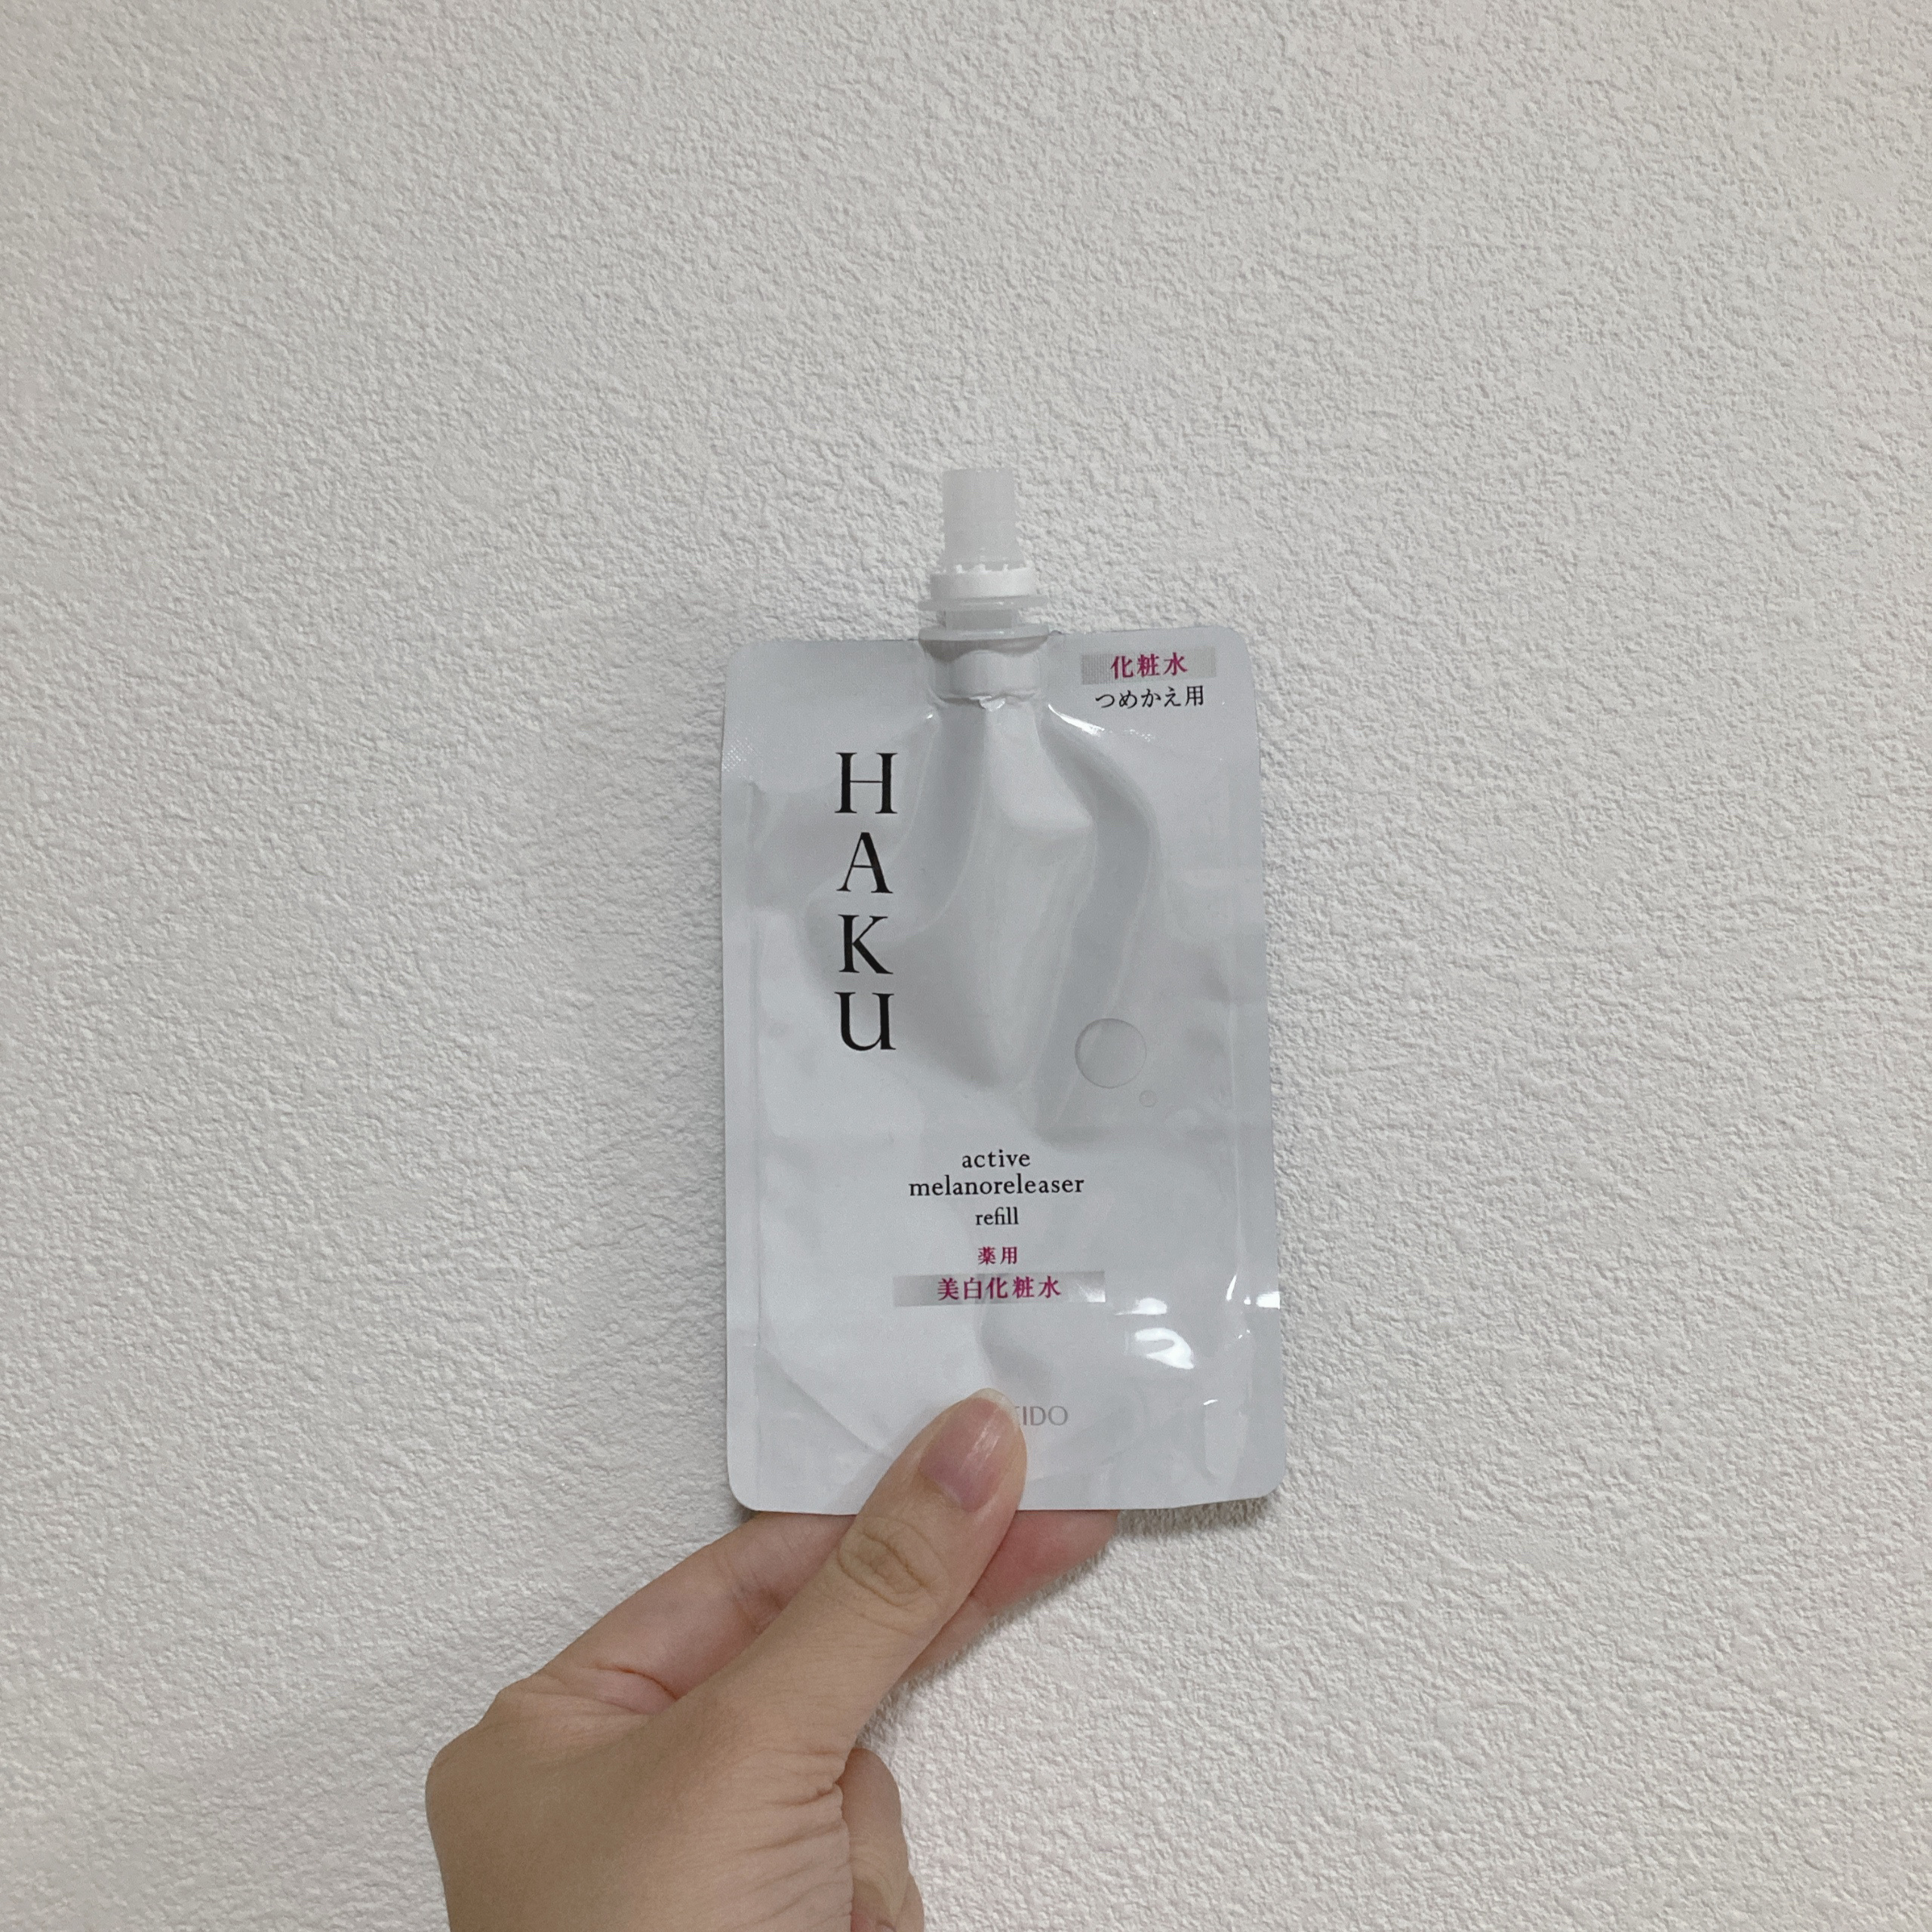 化粧水
つめかえ用
HAKU
active
melanoreleaser
refill
薬用
美白化粧水
EIDO